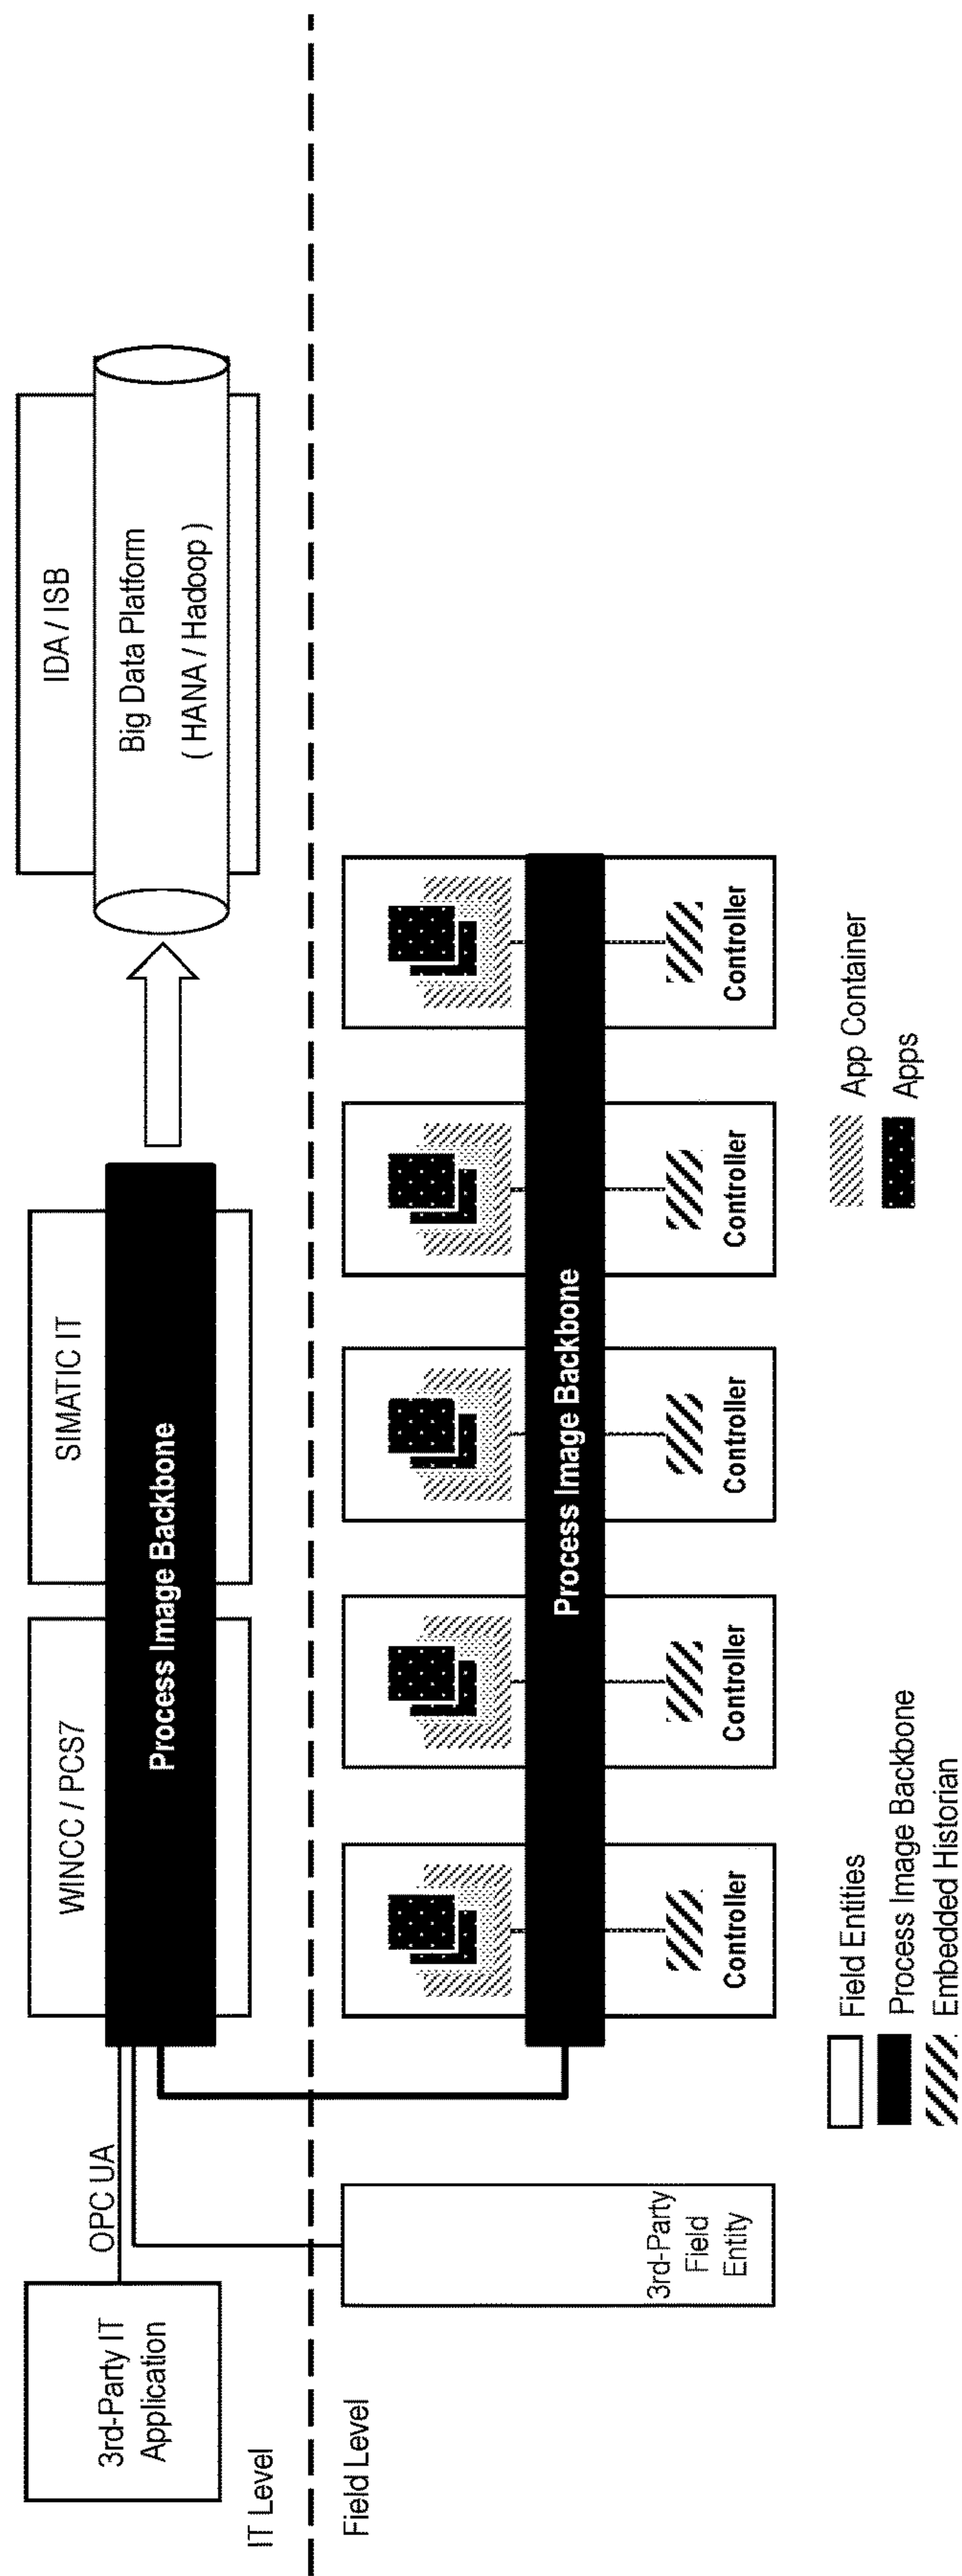 3rd-Party IT
Application
OPC UA
WINCC / PCS7
SIMATIC IT
Process Image Backbone
IDA / ISB
Big Data Platform
( HANA / Hadoop )
IT Level
Field Level
3rd-Party
Field
Entity
Process Image Backbone
Controller
Controller
Controller
Controller
Controller
Field Entities
Process Image Backbone
Embedded Historian
App Container
Apps